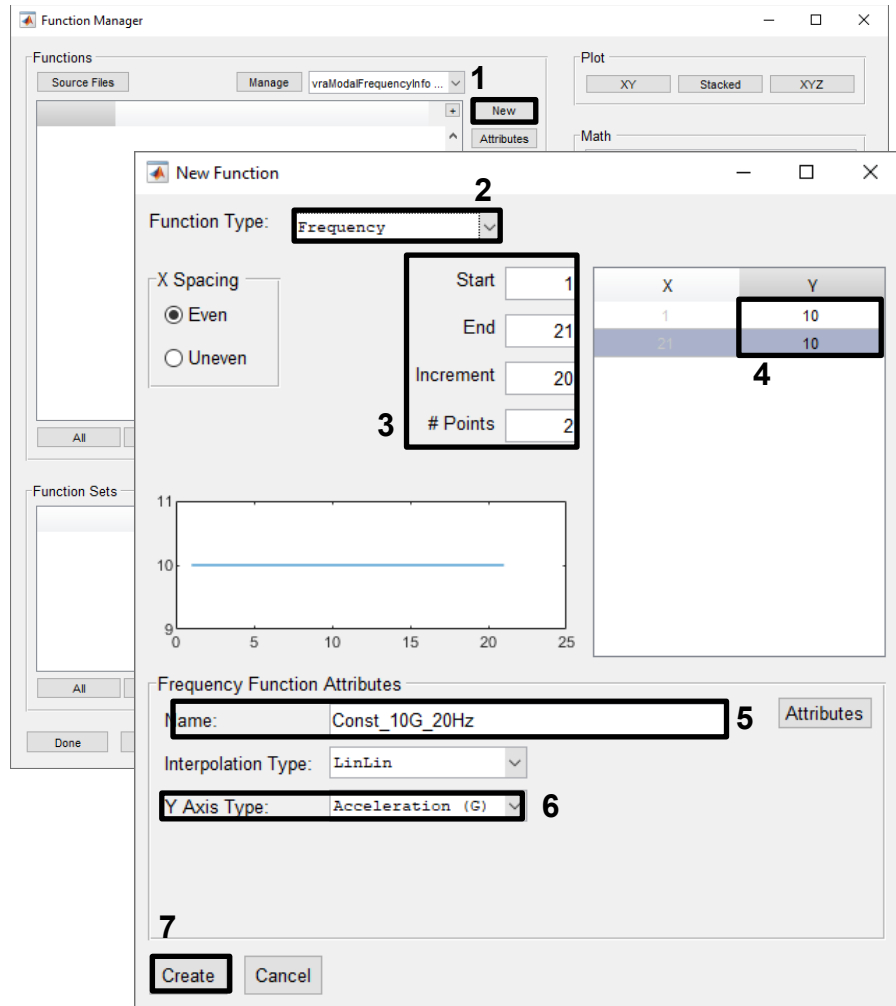 Function Manager
Functions
Plot
Source Files
Manage
vraModalFrequencyInfo ...
1
XY
Stacked
XYZ
+
New
Attributes
Math
New Function
2
Function Type:
Frequency
X Spacing
Even
Uneven
Start
1
End
21
Increment
20
3
# Points
2
X
Y
1
10
21
10
4
All
Function Sets
11
10
9
0
5
10
15
20
25
All
Done
Frequency Function Attributes
Name:
Const_10G_20Hz
5
Attributes
Interpolation Type:
LinLin
Y Axis Type:
Acceleration (G)
6
7
Create
Cancel